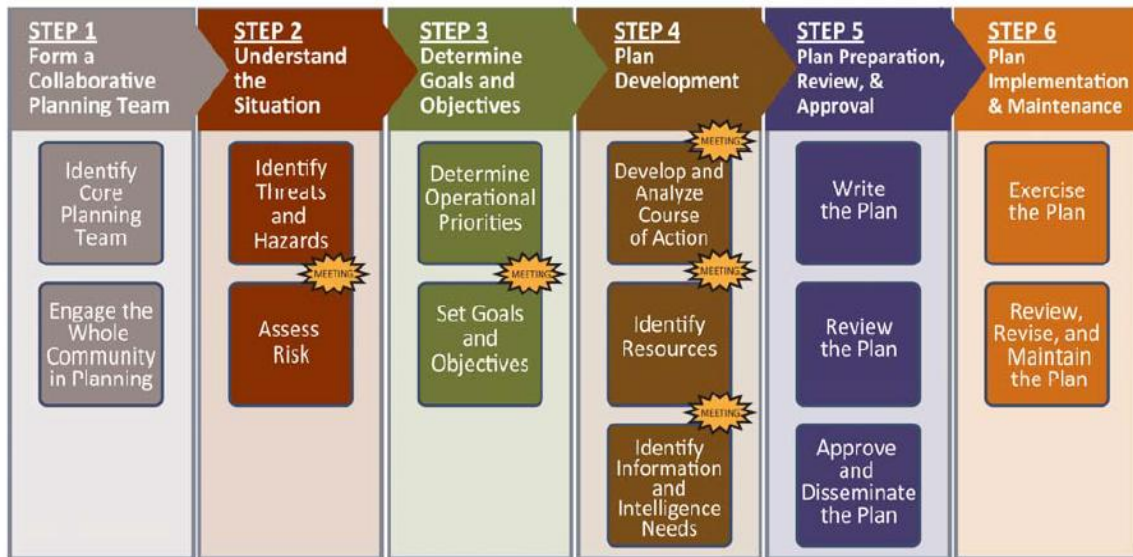 STEP 1
Form a
Collaborative
Planning Team
Identify
Core
Planning
Team
Engage the
Whole
Community
in Planning
STEP 2
Understand
the
Situation
Identify
Threats
and
Hazards
MEETING
Assess
Risk
STEP 3
Determine
Goals and
Objectives
Determine
Operational
Priorities
MEETING
Set Goals
and
Objectives
STEP 4
Plan
Development
MEETING
Develop and
Analyze
Course
of Action
MEETING
Identify
Resources
MEETING
Identify
Information
and
Intelligence
Needs
STEP 5
Plan Preparation,
Review, &
Approval
Write
the Plan
Review
the Plan
Approve
and
Disseminate
the Plan
STEP 6
Plan
Implementation
& Maintenance
Exercise
the Plan
Review,
Revise, and
Maintain
the Plan